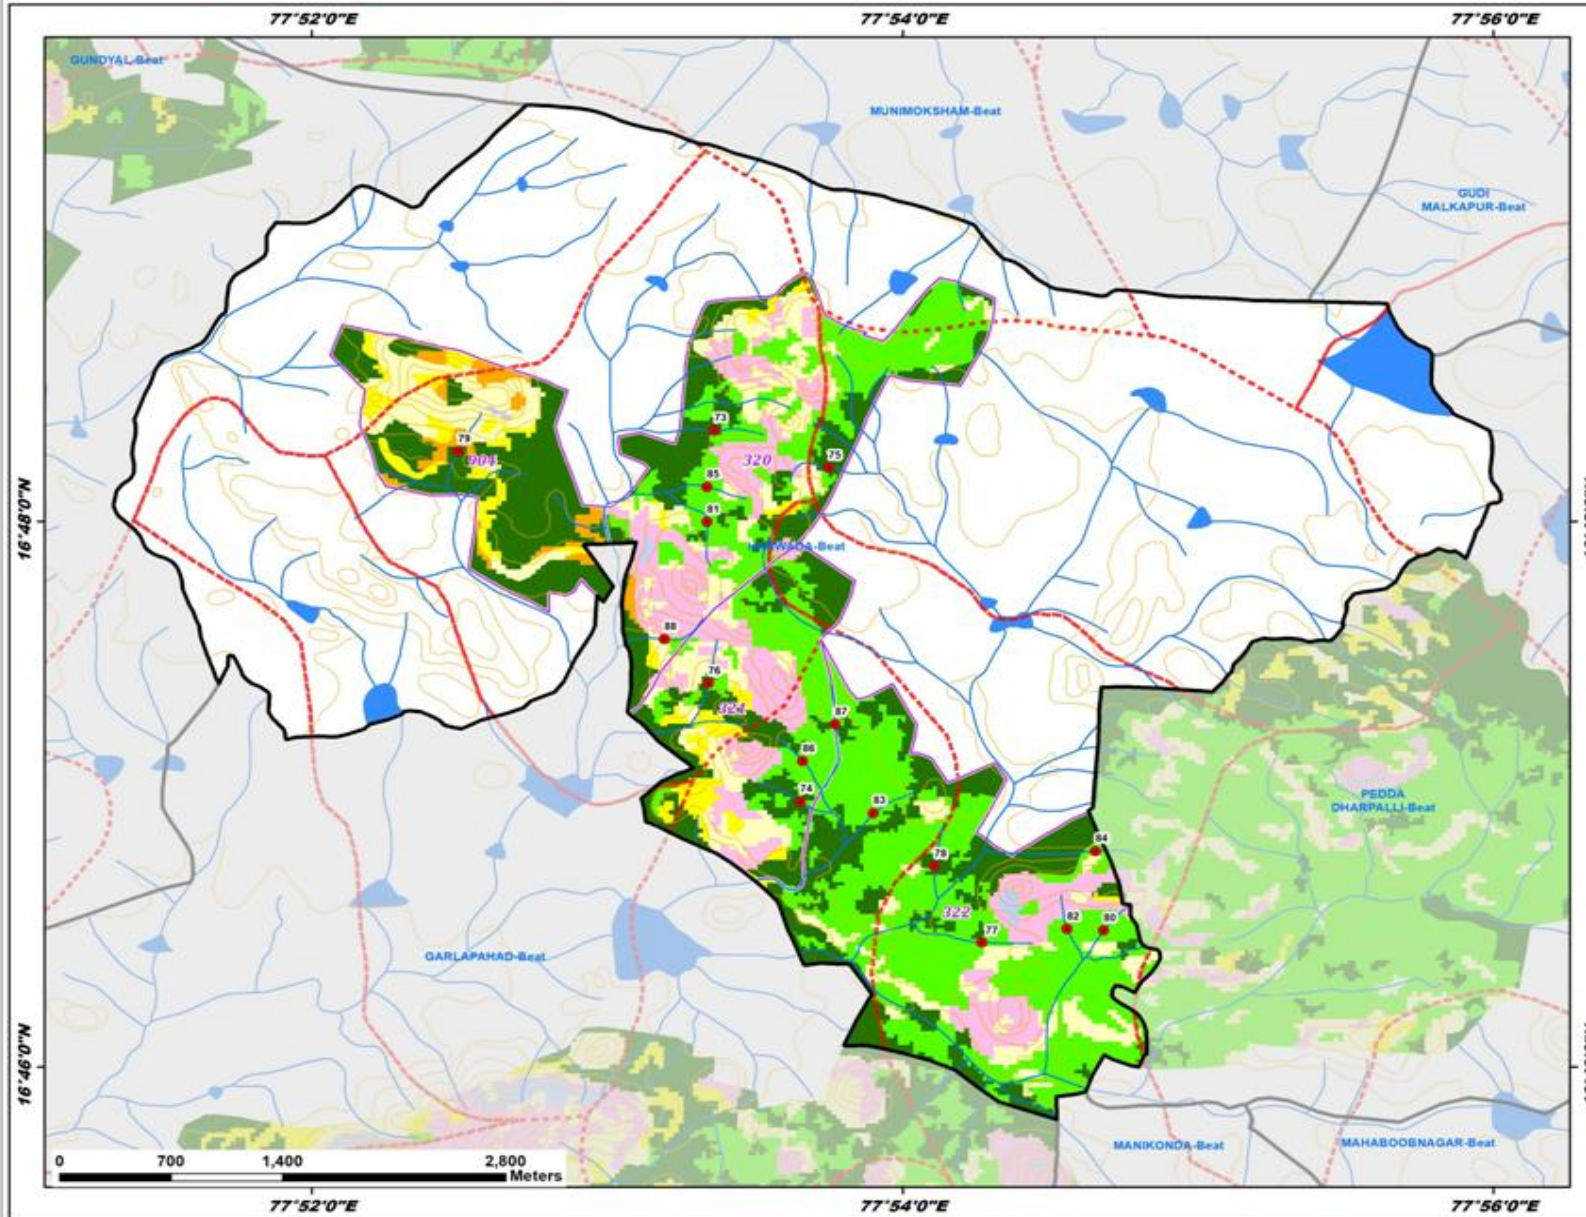 77°52'0"E
77°54'0"E
77°56'0"E
GUNDYAL-Beat
MUNIMOKSHAM-Beat
GUDI
MALKAPUR-Beat
73
79
904
320
75
85
16°48'0"N
81
88
76
324
87
86
74
83
PEDDA
DHARPALLI-Beat
84
78
322
82
80
77
GARLAPAHAD-Beat
16°46'0"N
MANIKONDA-Beat
MAHABOOBNAGAR-Beat
0
700
1,400
2,800
Meters
77°52'0"E
77°54'0"E
77°56'0"E